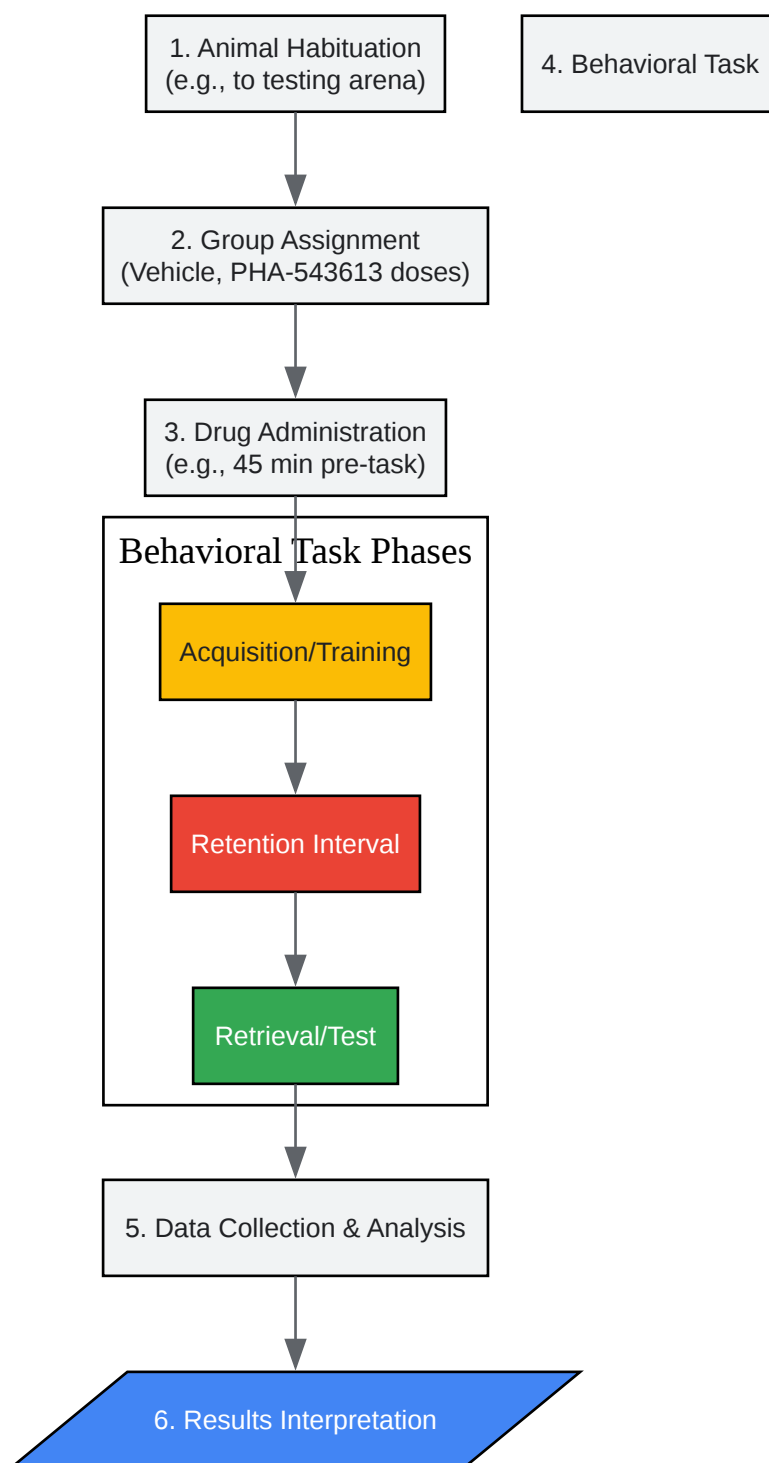 1. Animal Habituation
(e.g., to testing arena)
4. Behavioral Task
2. Group Assignment
(Vehicle, PHA-543613 doses)
3. Drug Administration
(e.g., 45 min pre-task)
Behavioral Task Phases
Acquisition/Training
Retention Interval
Retrieval/Test
5. Data Collection & Analysis
6. Results Interpretation